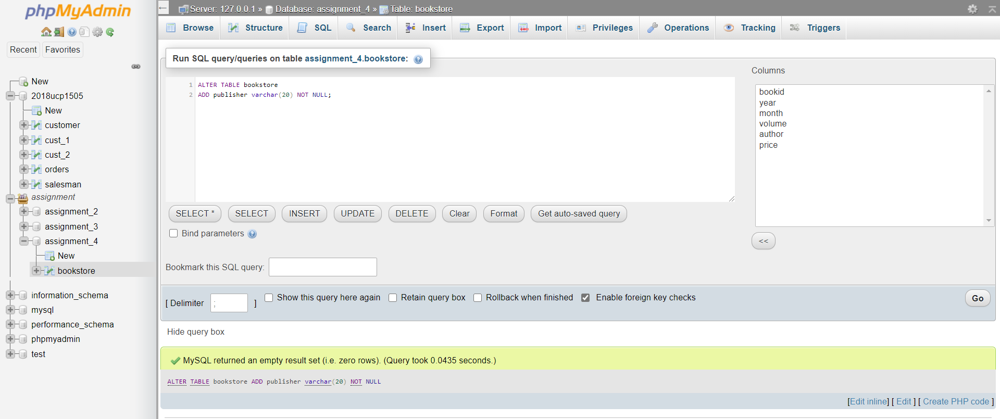 phpMyAdmin
Recent Favorites
New
2018ucp1505
New
customer
cust_1
cust_2
orders
salesman
assignment
assignment_2
assignment_3
assignment_4
New
bookstore
information_schema
mysql
performance_schema
phpmyadmin
test
← Server: 127.0.0.1 » Database: assignment_4 » Table: bookstore
Browse Structure SQL Search Insert Export Import Privileges Operations Tracking Triggers
Run SQL query/queries on table assignment_4.bookstore:
1 ALTER TABLE bookstore
2 ADD publisher varchar(20) NOT NULL;
Columns
bookid
year
month
volume
author
price
<<
SELECT * SELECT INSERT UPDATE DELETE Clear Format Get auto-saved query
Bind parameters
Bookmark this SQL query:
[ Delimiter ; ] Show this query here again Retain query box Rollback when finished Enable foreign key checks Go
Hide query box
MySQL returned an empty result set (i.e. zero rows). (Query took 0.0435 seconds.)
ALTER TABLE bookstore ADD publisher varchar(20) NOT NULL
[Edit inline] [ Edit ] [ Create PHP code ]